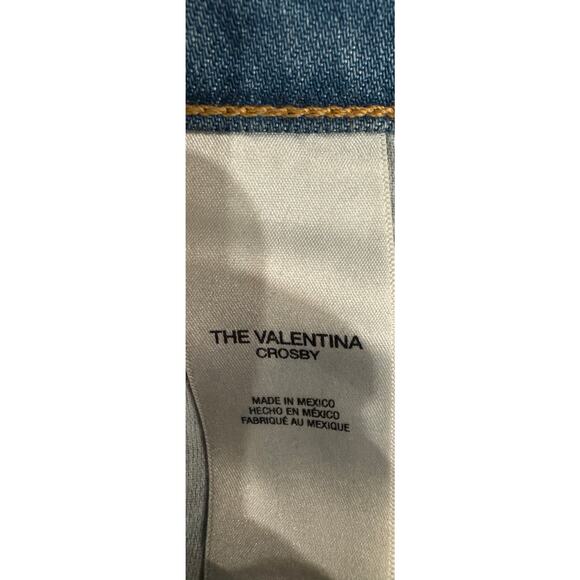 THE VALENTINA
CROSBY
MADE IN MEXICO
HECHO EN MÉXICO
FABRIQUÉ AU MEXIQUE